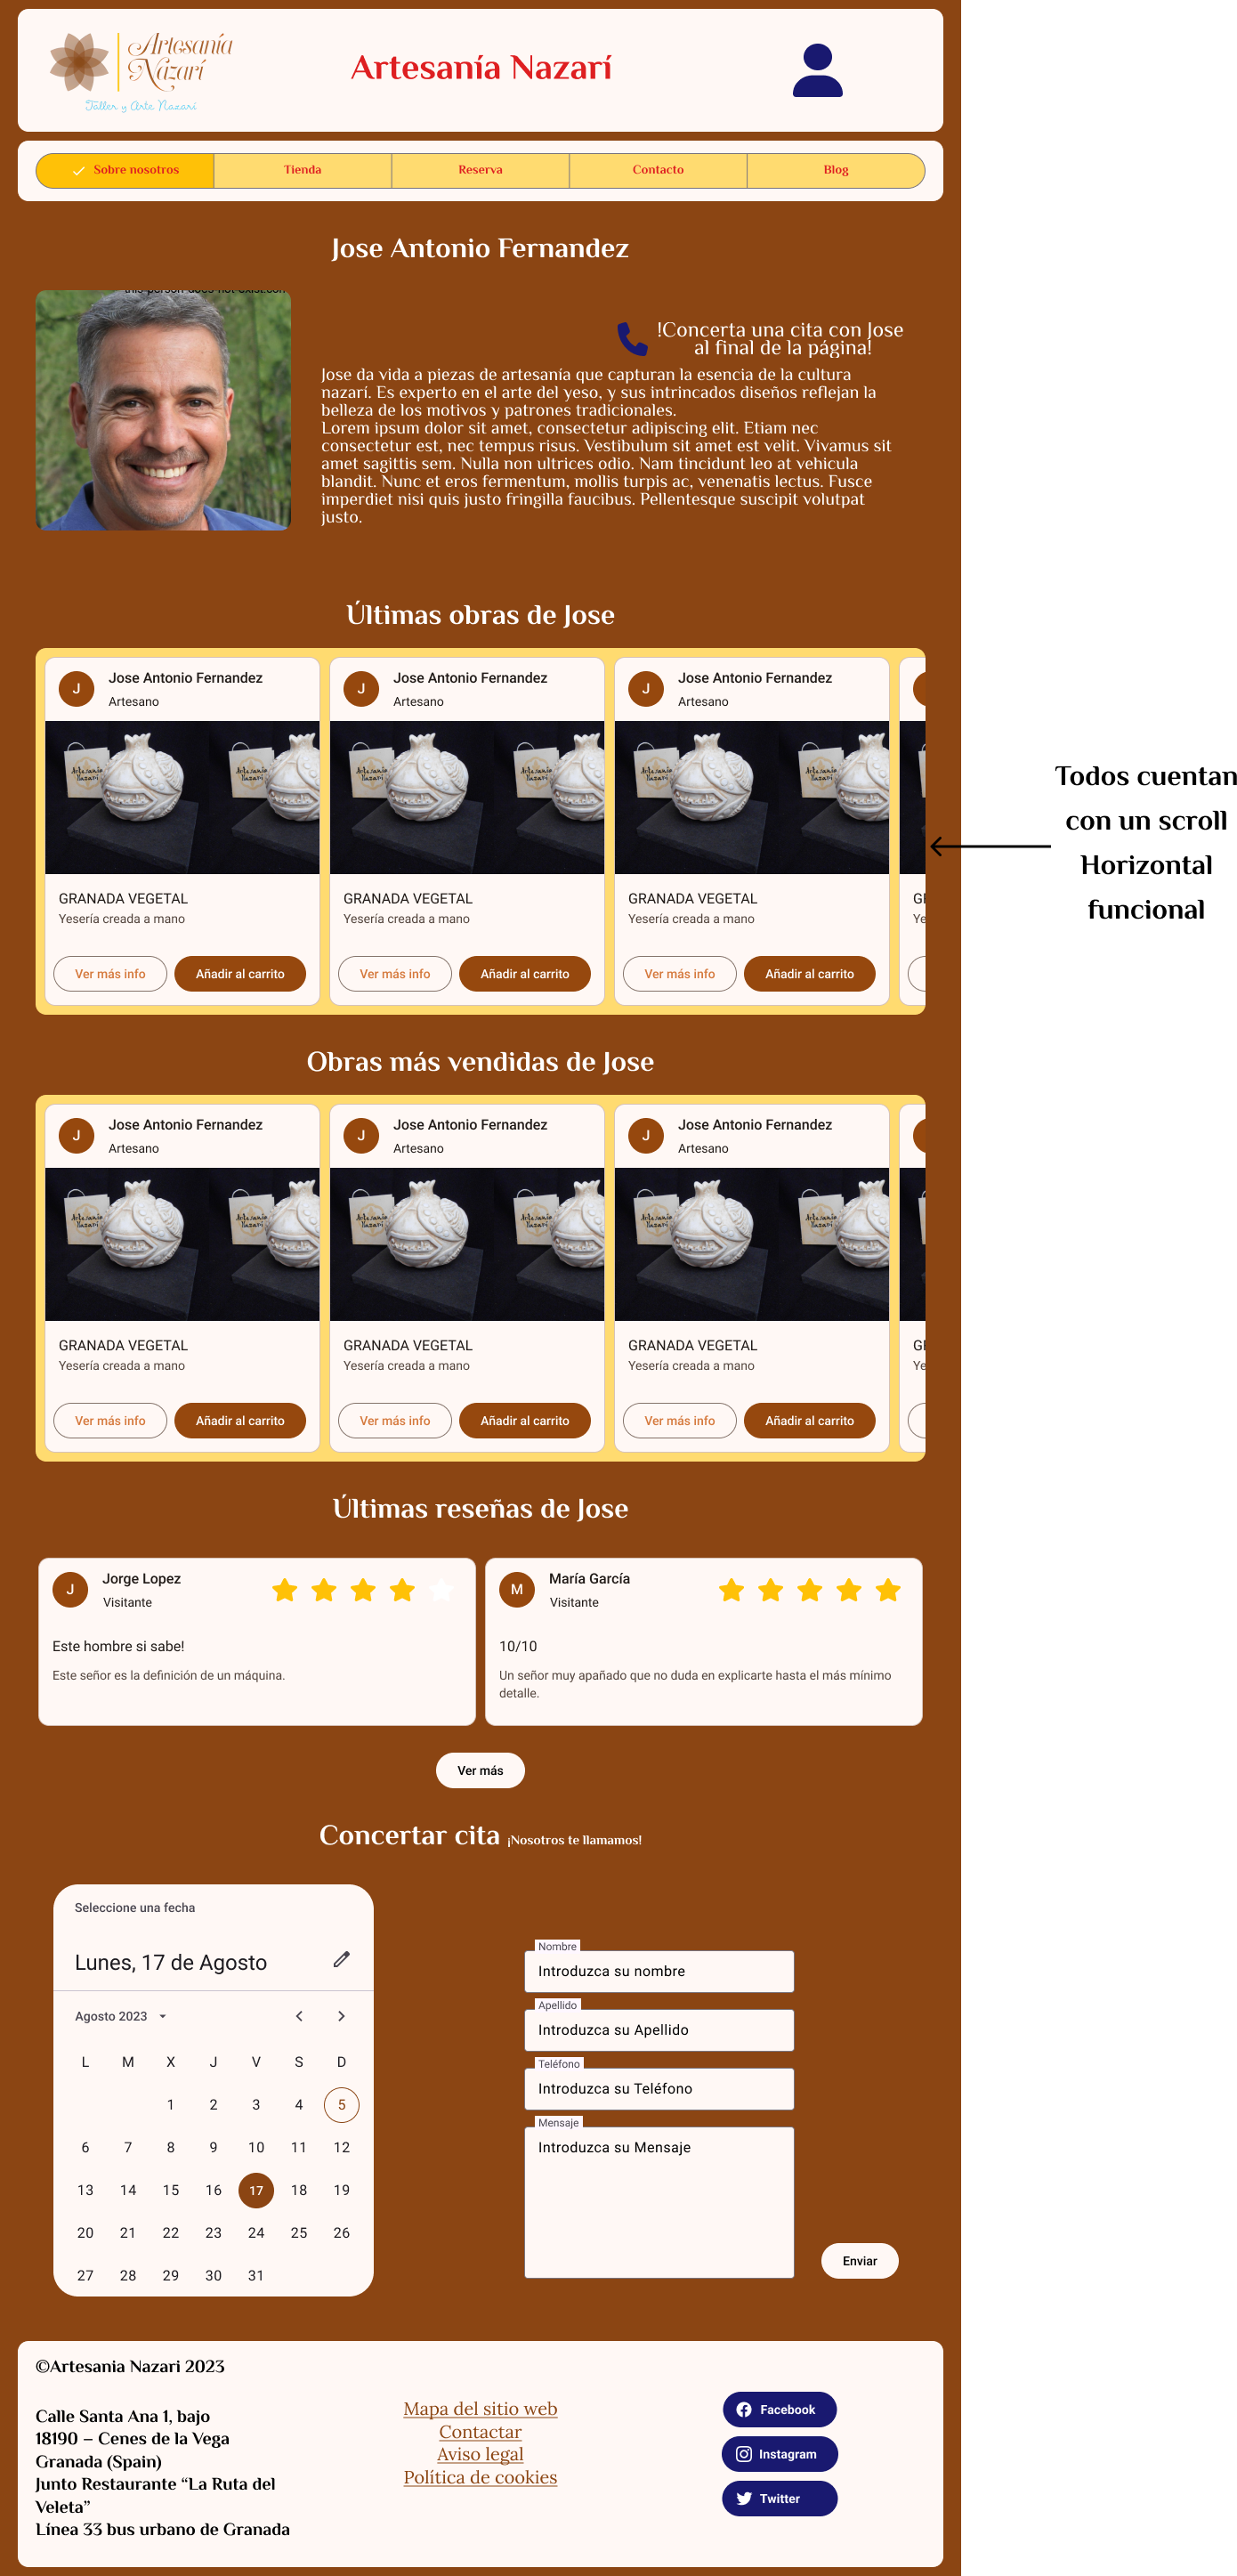 Artesanía
Nazarí
Taller y Arte Nazarí
Artesanía Nazarí
Sobre nosotros
Tienda
Reserva
Contacto
Blog
Jose Antonio Fernandez
!Concerta una cita con Jose
al final de la página!
Jose da vida a piezas de artesanía que capturan la esencia de la cultura
nazarí. Es experto en el arte del yeso, y sus intrincados diseños reflejan la
belleza de los motivos y patrones tradicionales.
Lorem ipsum dolor sit amet, consectetur adipiscing elit. Etiam nec
consectetur est, nec tempus risus. Vestibulum sit amet est velit. Vivamus sit
amet sagittis sem. Nulla non ultrices odio. Nam tincidunt leo at vehicula
blandit. Nunc et eros fermentum, mollis turpis ac, venenatis lectus. Fusce
imperdiet nisi quis justo fringilla faucibus. Pellentesque suscipit volutpat
justo.
Últimas obras de Jose
J
Jose Antonio Fernandez
Artesano
GRANADA VEGETAL
Yesería creada a mano
Ver más info
Añadir al carrito
J
Jose Antonio Fernandez
Artesano
GRANADA VEGETAL
Yesería creada a mano
Ver más info
Añadir al carrito
J
Jose Antonio Fernandez
Artesano
GRANADA VEGETAL
Yesería creada a mano
Ver más info
Añadir al carrito
Todos cuentan
con un scroll
Horizontal
funcional
Obras más vendidas de Jose
J
Jose Antonio Fernandez
Artesano
GRANADA VEGETAL
Yesería creada a mano
Ver más info
Añadir al carrito
J
Jose Antonio Fernandez
Artesano
GRANADA VEGETAL
Yesería creada a mano
Ver más info
Añadir al carrito
J
Jose Antonio Fernandez
Artesano
GRANADA VEGETAL
Yesería creada a mano
Ver más info
Añadir al carrito
Últimas reseñas de Jose
J
Jorge Lopez
Visitante
Este hombre si sabe!
Este señor es la definición de un máquina.
M
María García
Visitante
10/10
Un señor muy apañado que no duda en explicarte hasta el más mínimo
detalle.
Ver más
Concertar cita ¡Nosotros te llamamos!
Seleccione una fecha
Lunes, 17 de Agosto
Agosto 2023
L M X J V S D
1 2 3 4 5
6 7 8 9 10 11 12
13 14 15 16 17 18 19
20 21 22 23 24 25 26
27 28 29 30 31
Nombre
Introduzca su nombre
Apellido
Introduzca su Apellido
Teléfono
Introduzca su Teléfono
Mensaje
Introduzca su Mensaje
Enviar
©Artesania Nazari 2023
Calle Santa Ana 1, bajo
18190 – Cenes de la Vega
Granada (Spain)
Junto Restaurante “La Ruta del
Veleta”
Línea 33 bus urbano de Granada
Mapa del sitio web
Contactar
Aviso legal
Política de cookies
Facebook
Instagram
Twitter